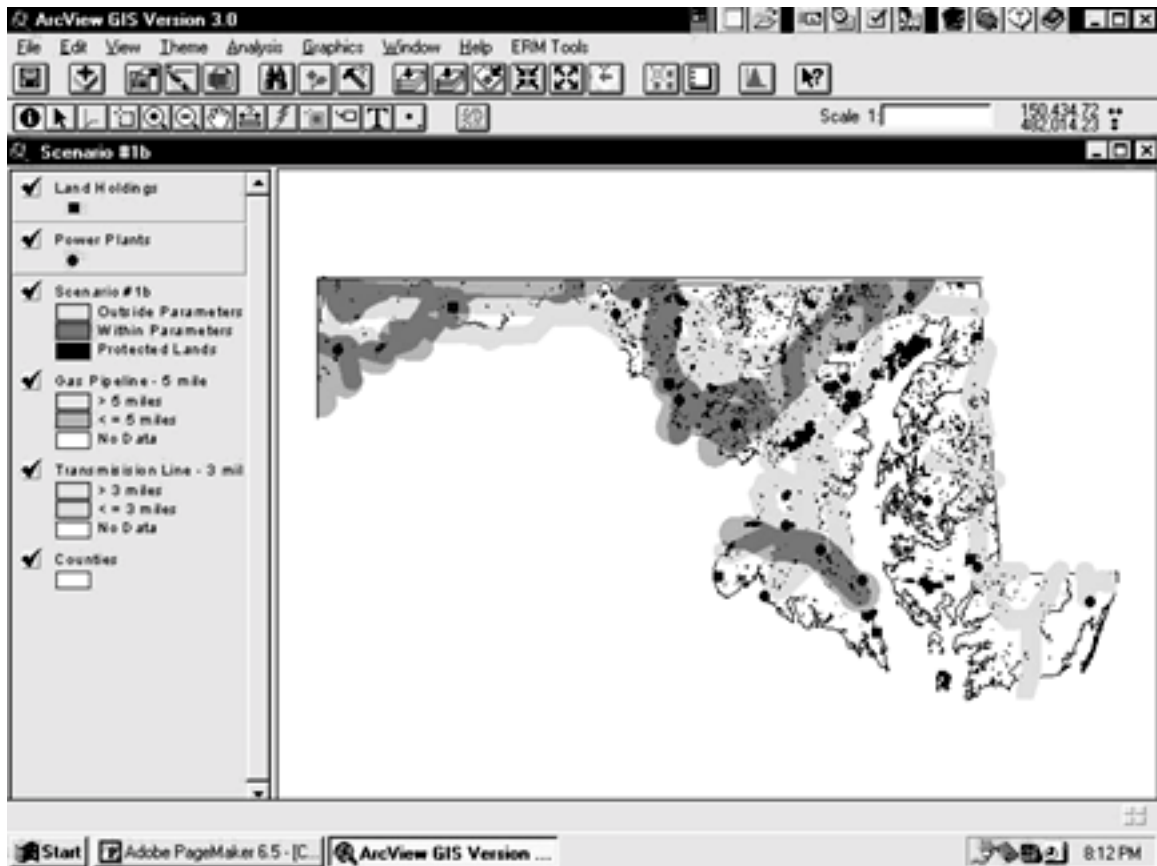 ArcView GIS Version 3.0
File Edit View Theme Analysis Graphics Window Help ERM Tools
Scale 1: 150,434.72
482,014.23
Scenario #1b
Land Holdings
Power Plants
Scenario #1b
Outside Parameters
Within Parameters
Protected Lands
Gas Pipeline - 5 mile
> 5 miles
<= 5 miles
No Data
Transmisision Line - 3 mil
> 3 miles
<= 3 miles
No Data
Counties
Start Adobe PageMaker 6.5 - [C... ArcView GIS Version ... 8:12 PM